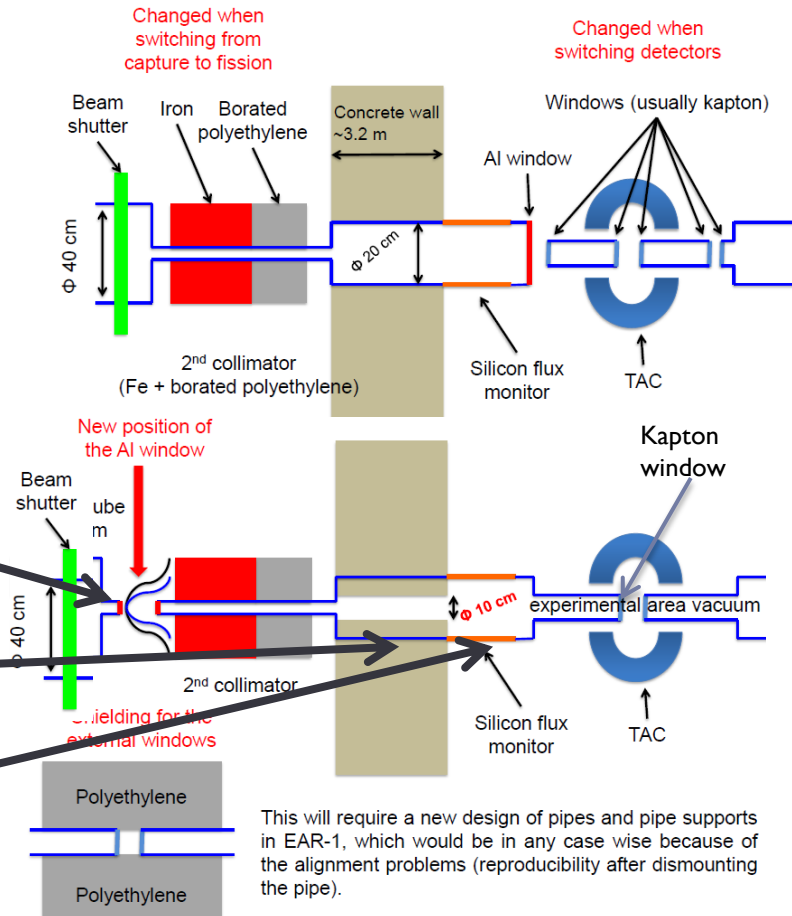 Changed when
switching from
capture to fission
Changed when
switching detectors
Beam
shutter
Iron
Borated
polyethylene
Concrete wall
~3.2 m
Windows (usually kapton)
Al window
Φ 40 cm
Φ 20 cm
2nd collimator
(Fe + borated polyethylene)
Silicon flux
monitor
TAC
New position of
the Al window
Kapton
window
Beam
shutter
ube
m
Φ 40 cm
Φ 10 cm
experimental area vacuum
2nd collimator
Silicon flux
monitor
TAC
Shielding for the
external windows
Polyethylene
Polyethylene
This will require a new design of pipes and pipe supports
in EAR-1, which would be in any case wise because of
the alignment problems (reproducibility after dismounting
the pipe).